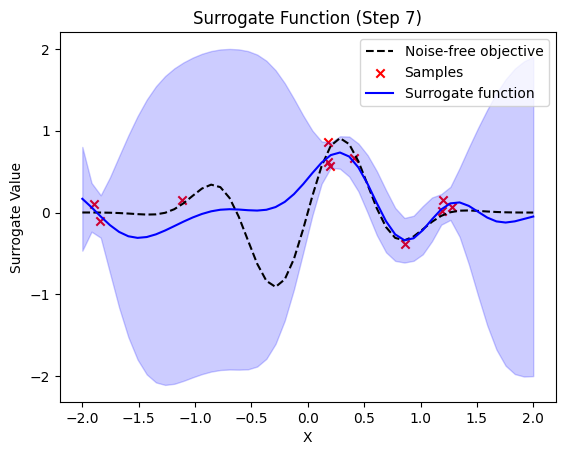 Surrogate Function (Step 7)
Noise-free objective
Samples
Surrogate function
Surrogate Value
2
1
0
−1
−2
−2.0 −1.5 −1.0 −0.5 0.0 0.5 1.0 1.5 2.0
X